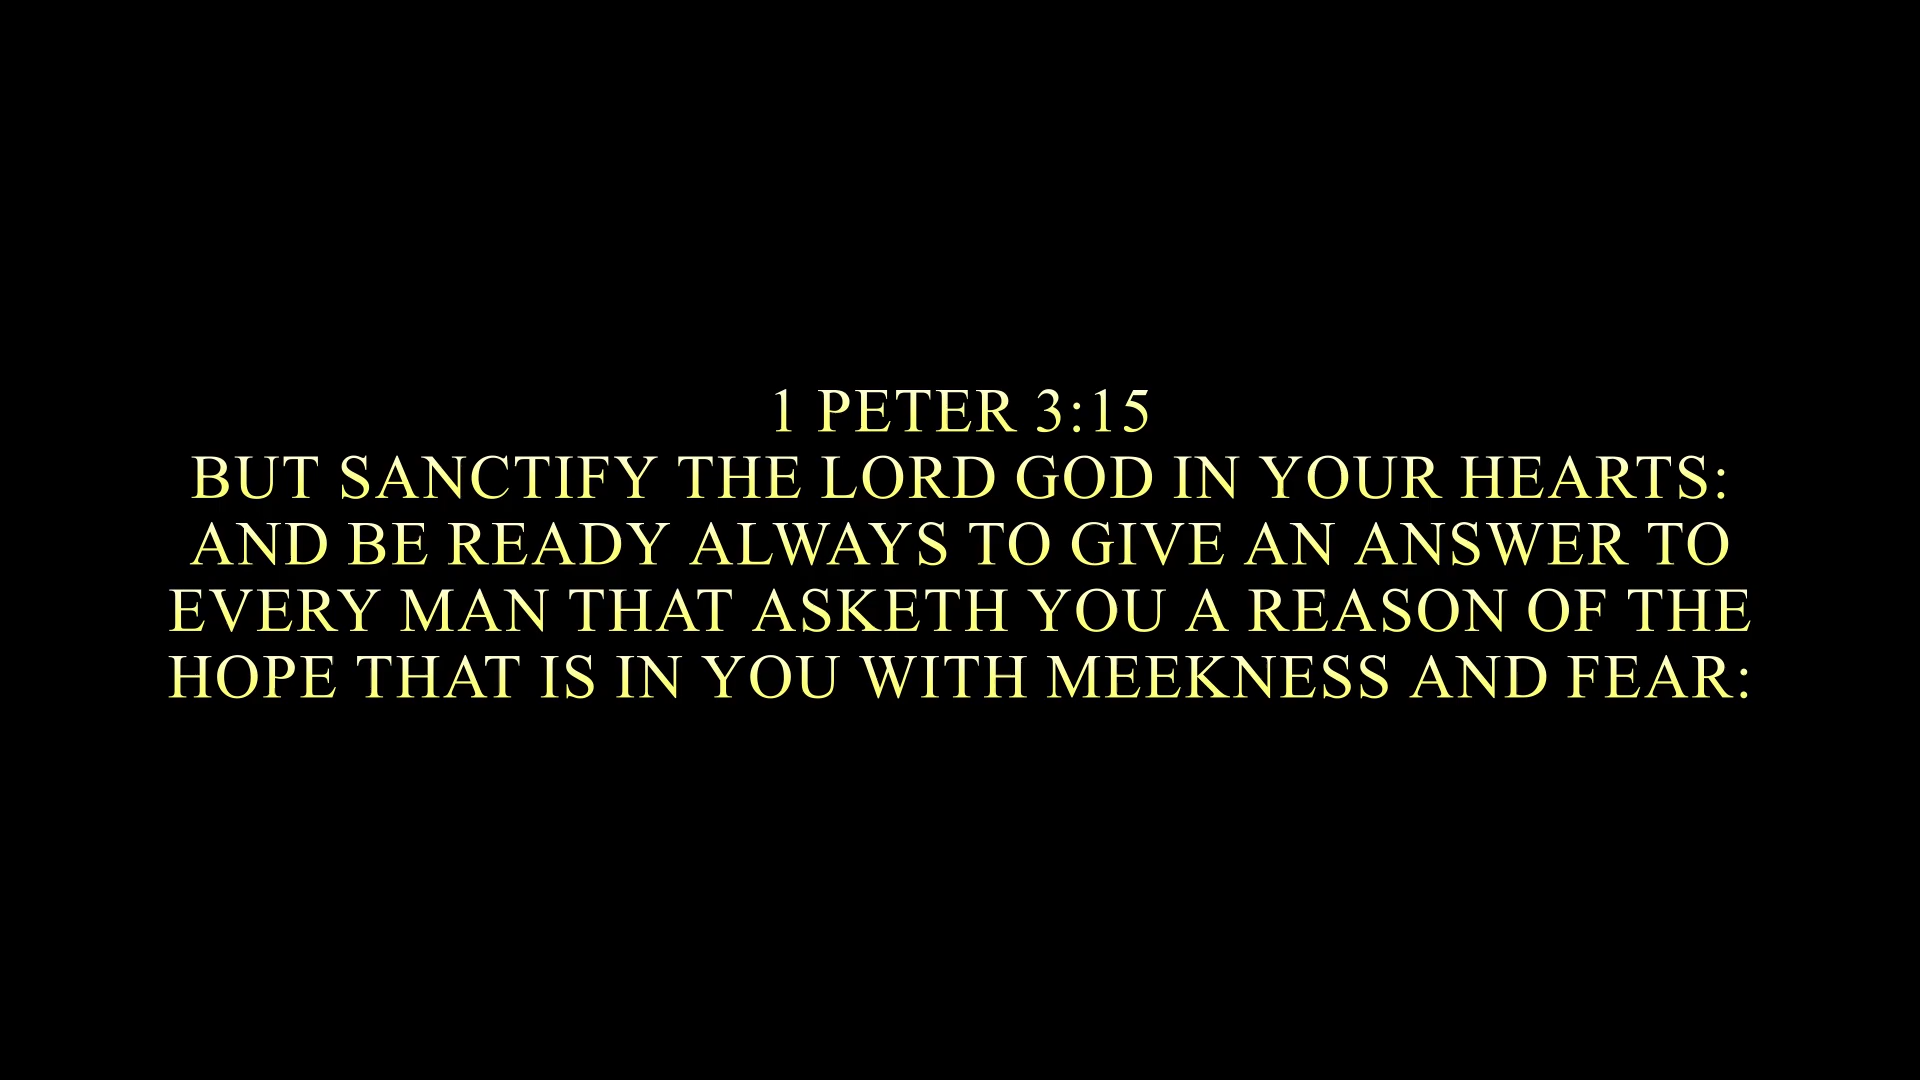 1 PETER 3:15
BUT SANCTIFY THE LORD GOD IN YOUR HEARTS:
AND BE READY ALWAYS TO GIVE AN ANSWER TO
EVERY MAN THAT ASKETH YOU A REASON OF THE
HOPE THAT IS IN YOU WITH MEEKNESS AND FEAR: